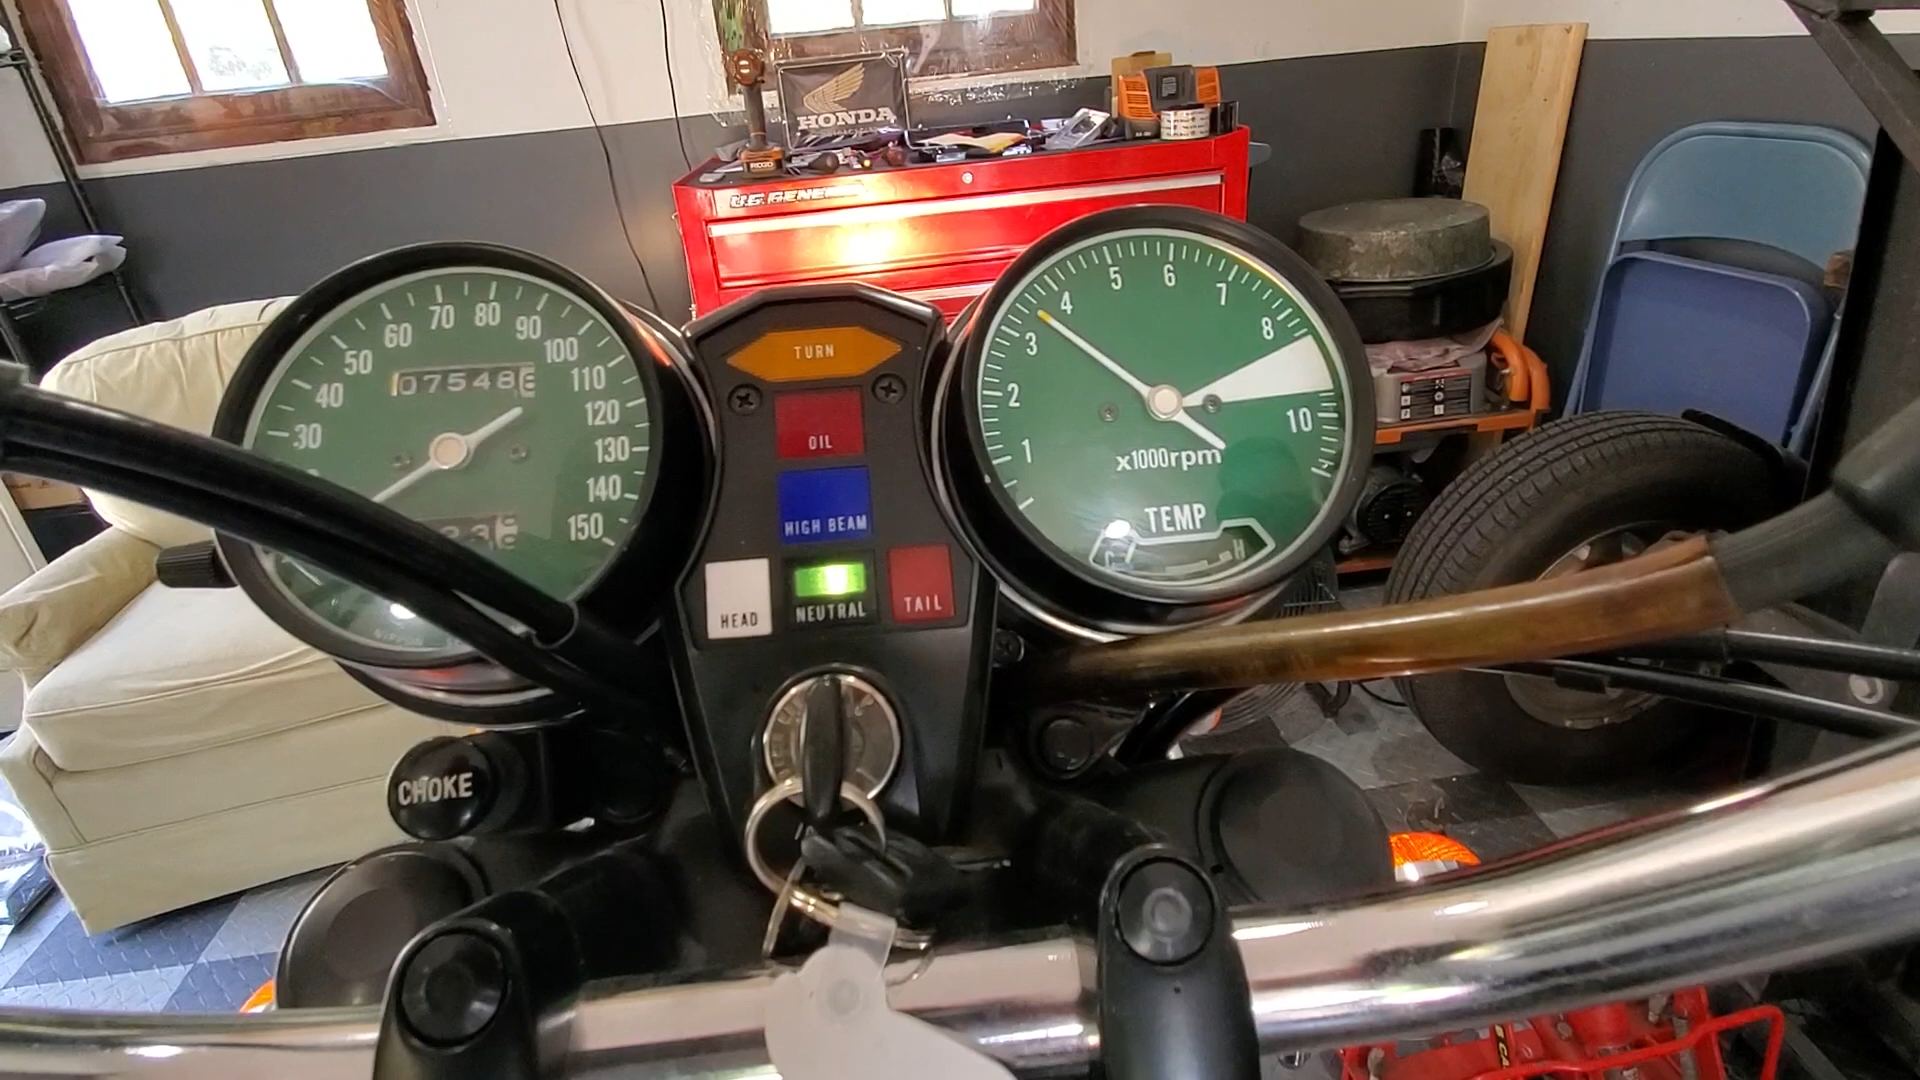 HONDA
RIDGID
U.S. GENERAL
30
40
50
60
70
80
90
100
110
120
130
140
150
07548
TURN
OIL
HIGH BEAM
HEAD
NEUTRAL
TAIL
1
2
3
4
5
6
7
8
10
x1000rpm
TEMP
C
H
CHOKE